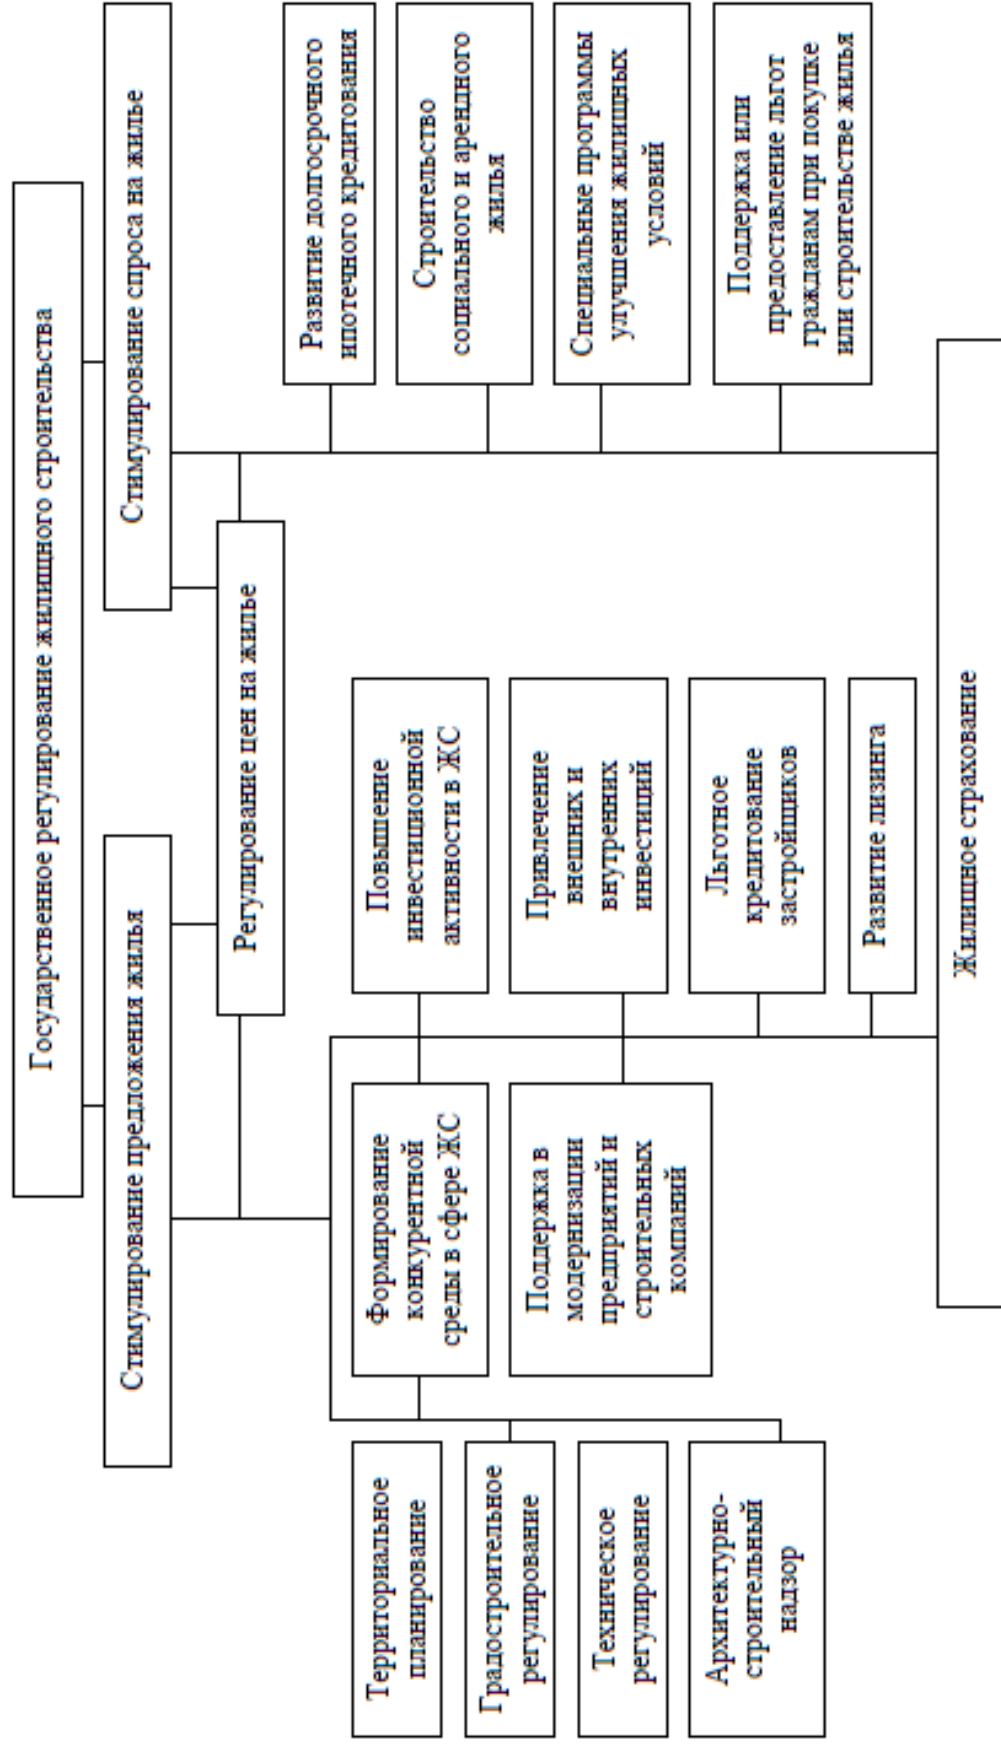 Государственное регулирование жилищного строительства
Стимулирование предложения жилья
Стимулирование спроса на жилье
Регулирование цен на жилье
Территориальное
планирование
Градостроительное
регулирование
Техническое
регулирование
Архитектурно-
строительный
надзор
Формирование
конкурентной
среды в сфере ЖС
Поддержка в
модернизации
предприятий и
строительных
компаний
Повышение
инвестиционной
активности в ЖС
Привлечение
внешних и
внутренних
инвестиций
Льготное
кредитование
застройщиков
Развитие лизинга
Развитие долгосрочного
ипотечного кредитования
Строительство
социального и арендного
жилья
Специальные программы
улучшения жилищных
условий
Поддержка или
предоставление льгот
гражданам при покупке
или строительстве жилья
Жилищное страхование